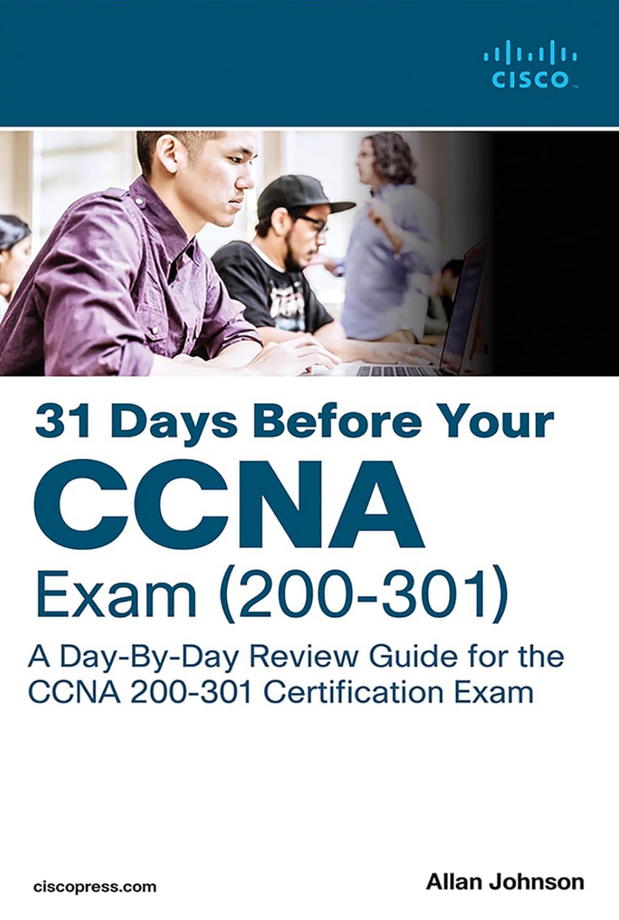 CISCO
31 Days Before Your
CCNA
Exam (200-301)
A Day-By-Day Review Guide for the
CCNA 200-301 Certification Exam
ciscopress.com
Allan Johnson